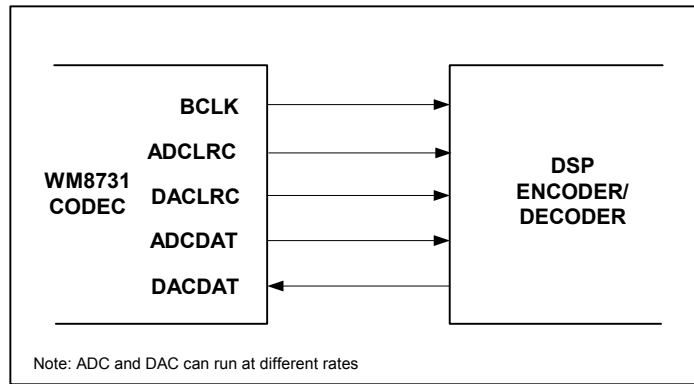 WM8731
CODEC
BCLK
ADCLRC
DACLRC
ADCDAT
DACDAT
DSP
ENCODER/
DECODER
Note: ADC and DAC can run at different rates